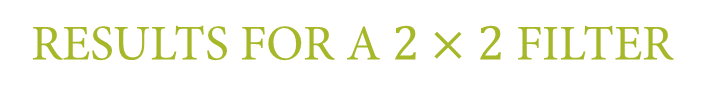 RESULTS FOR A 2 × 2 FILTER